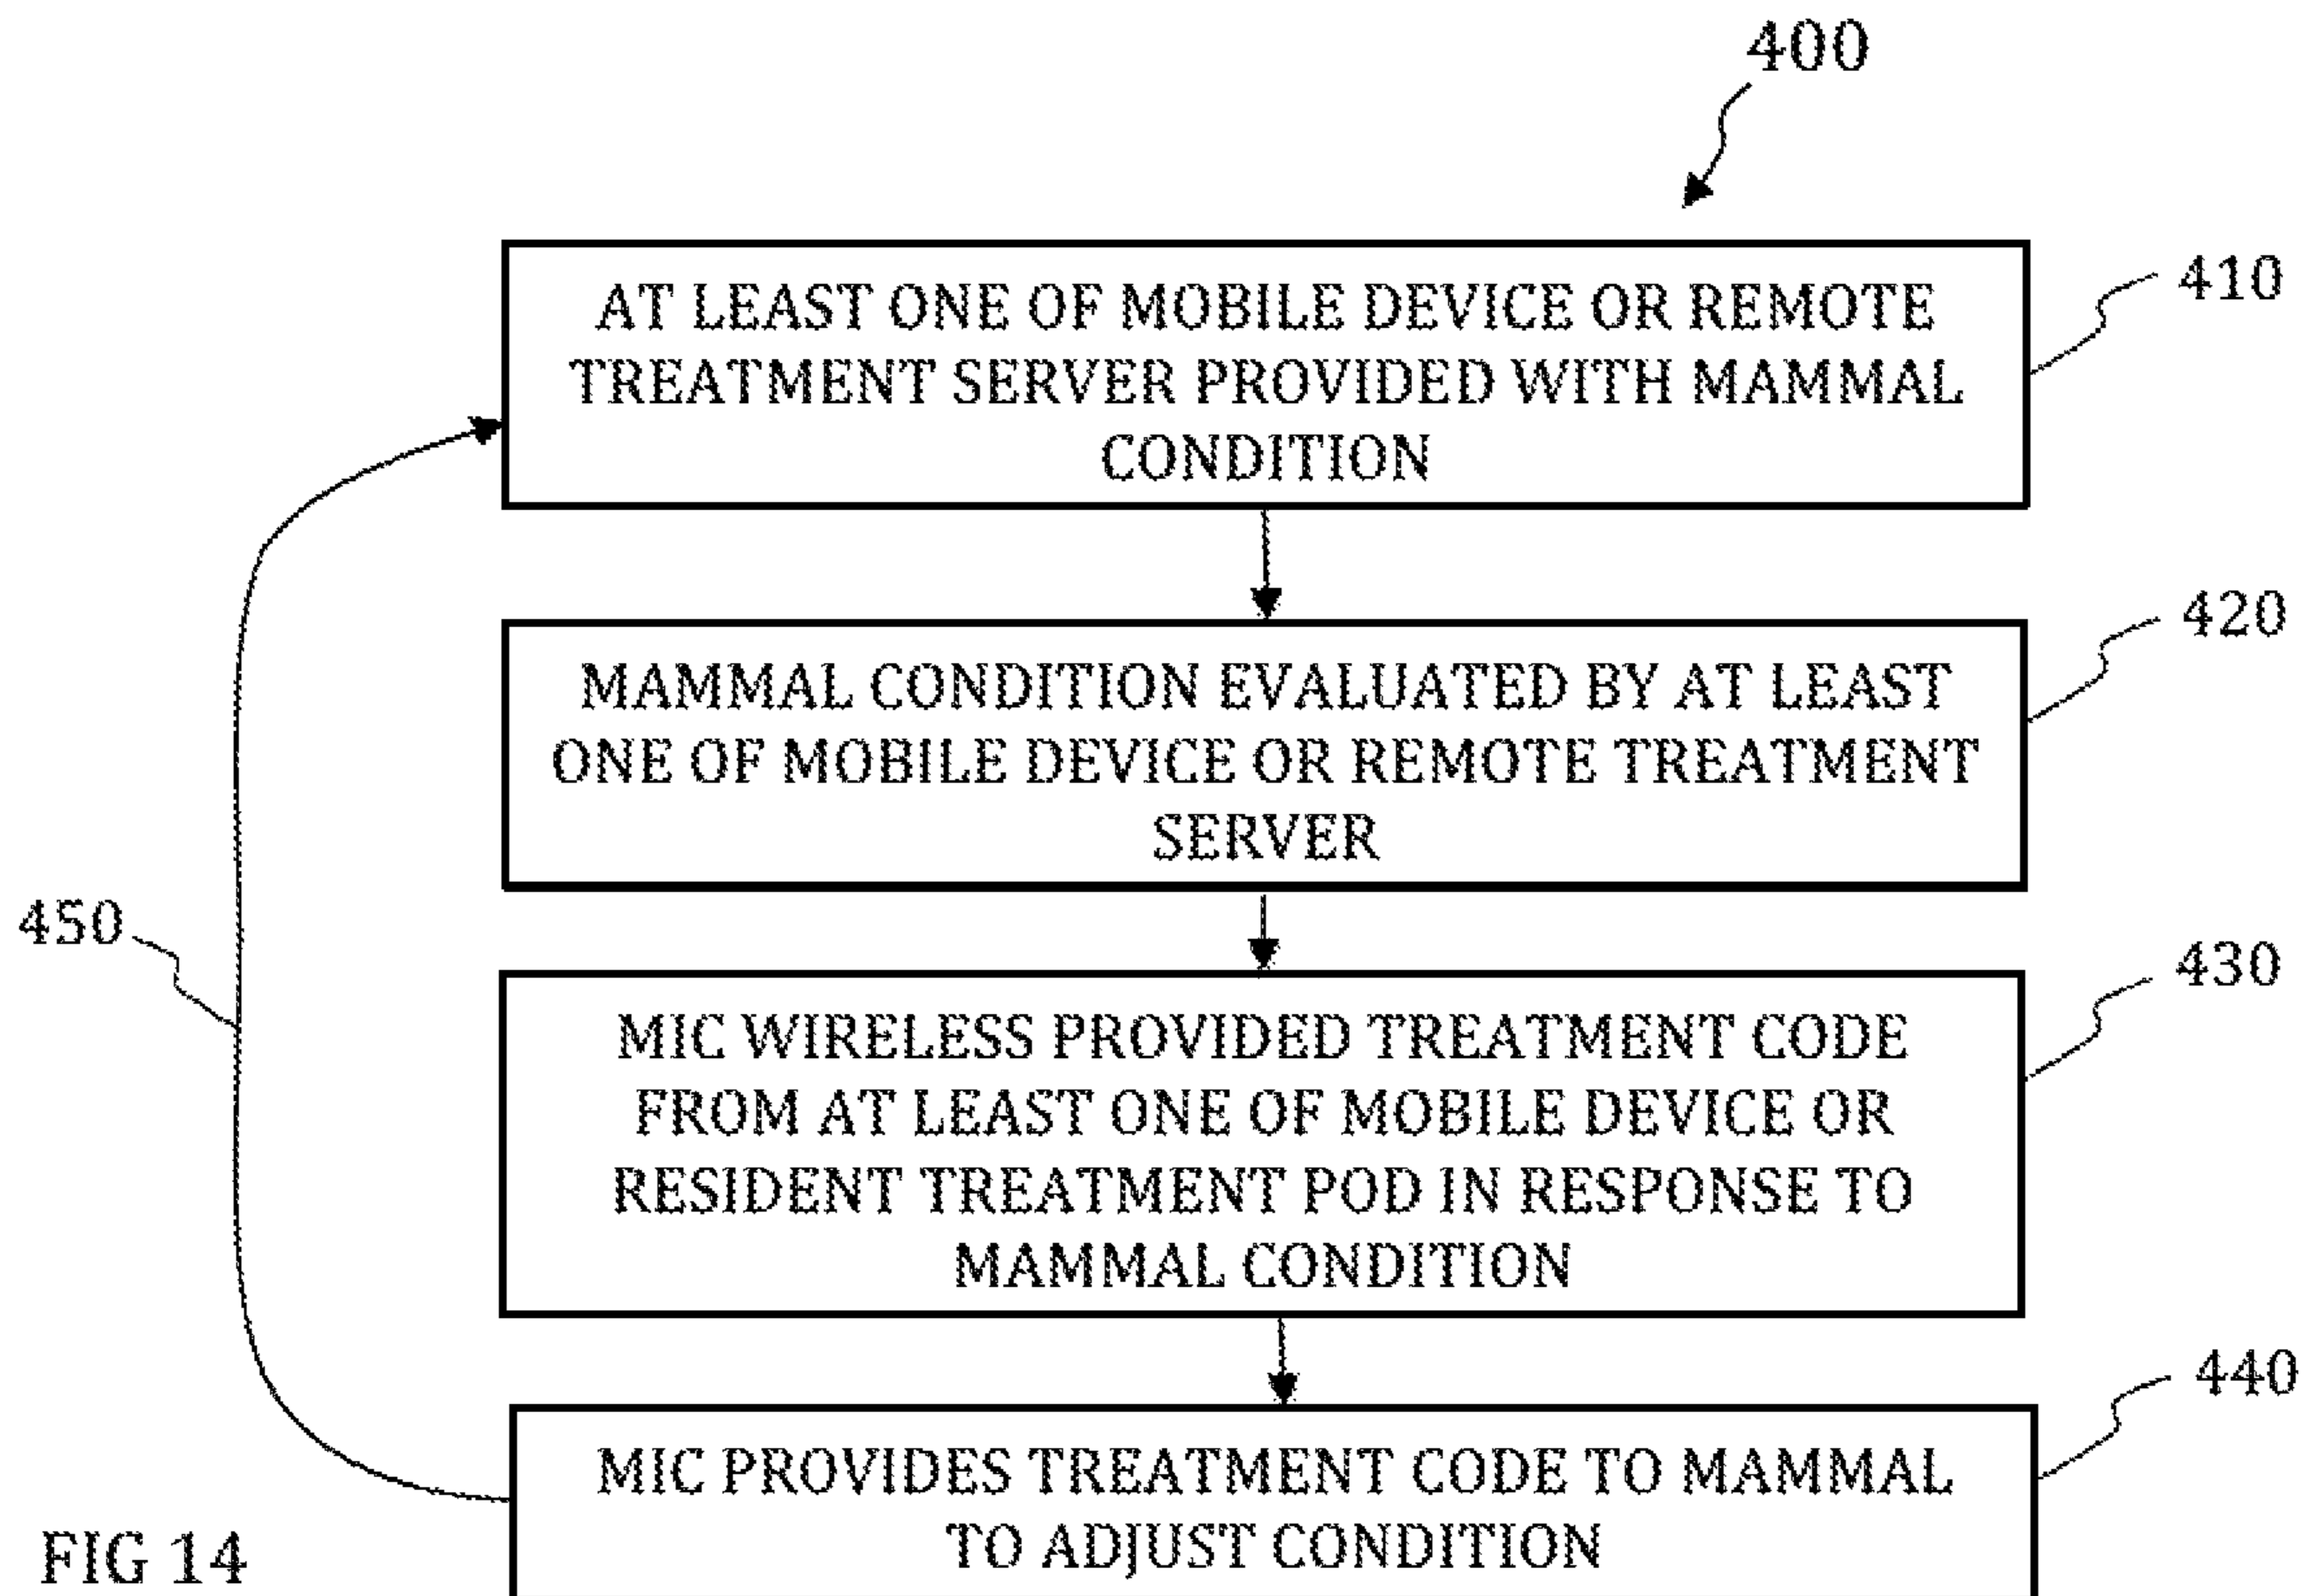 400
AT LEAST ONE OF MOBILE DEVICE OR REMOTE
TREATMENT SERVER PROVIDED WITH MAMMAL
CONDITION
410
MAMMAL CONDITION EVALUATED BY AT LEAST
ONE OF MOBILE DEVICE OR REMOTE TREATMENT
SERVER
420
450
MIC WIRELESS PROVIDED TREATMENT CODE
FROM AT LEAST ONE OF MOBILE DEVICE OR
RESIDENT TREATMENT POD IN RESPONSE TO
MAMMAL CONDITION
430
MIC PROVIDES TREATMENT CODE TO MAMMAL
TO ADJUST CONDITION
440
FIG 14